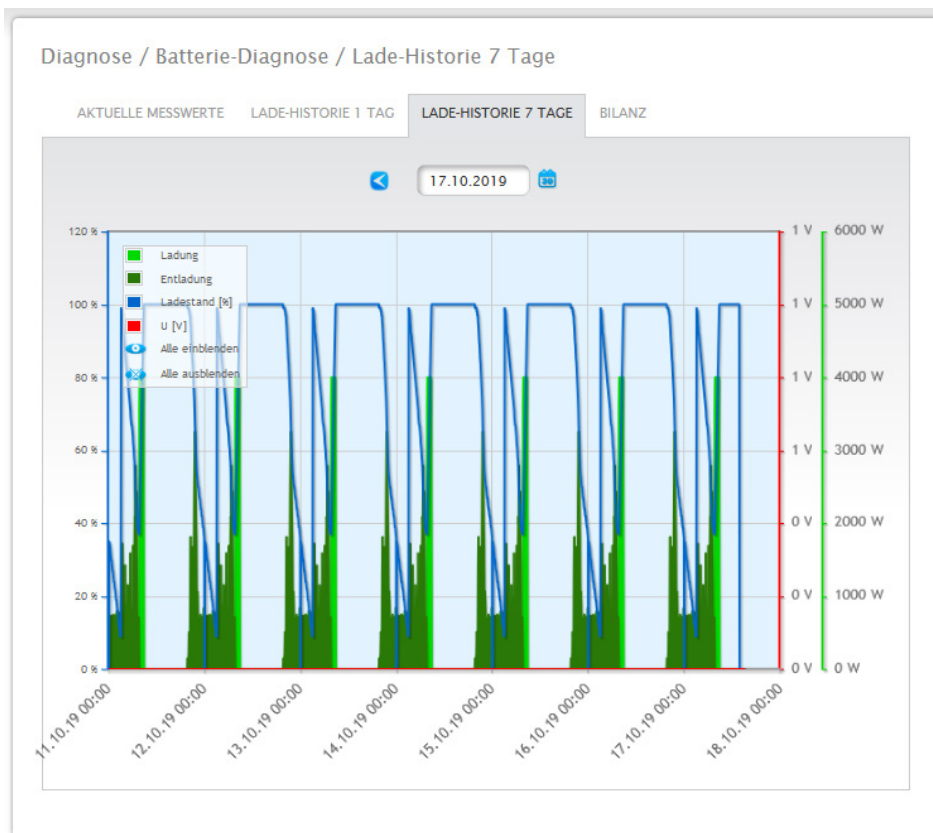 Diagnose / Batterie-Diagnose / Lade-Historie 7 Tage
AKTUELLE MESSWERTE LADE-HISTORIE 1 TAG LADE-HISTORIE 7 TAGE BILANZ
17.10.2019
120 % 1 V 6000 W
Ladung
Entladung
Ladestand [%]
100 % 1 V 5000 W
U [V]
Alle einblenden
Alle ausblenden
80 % 1 V 4000 W
60 % 1 V 3000 W
40 % 0 V 2000 W
20 % 0 V 1000 W
0 % 0 V 0 W
11.10.19 00:00 12.10.19 00:00 13.10.19 00:00 14.10.19 00:00 15.10.19 00:00 16.10.19 00:00 17.10.19 00:00 18.10.19 00:00